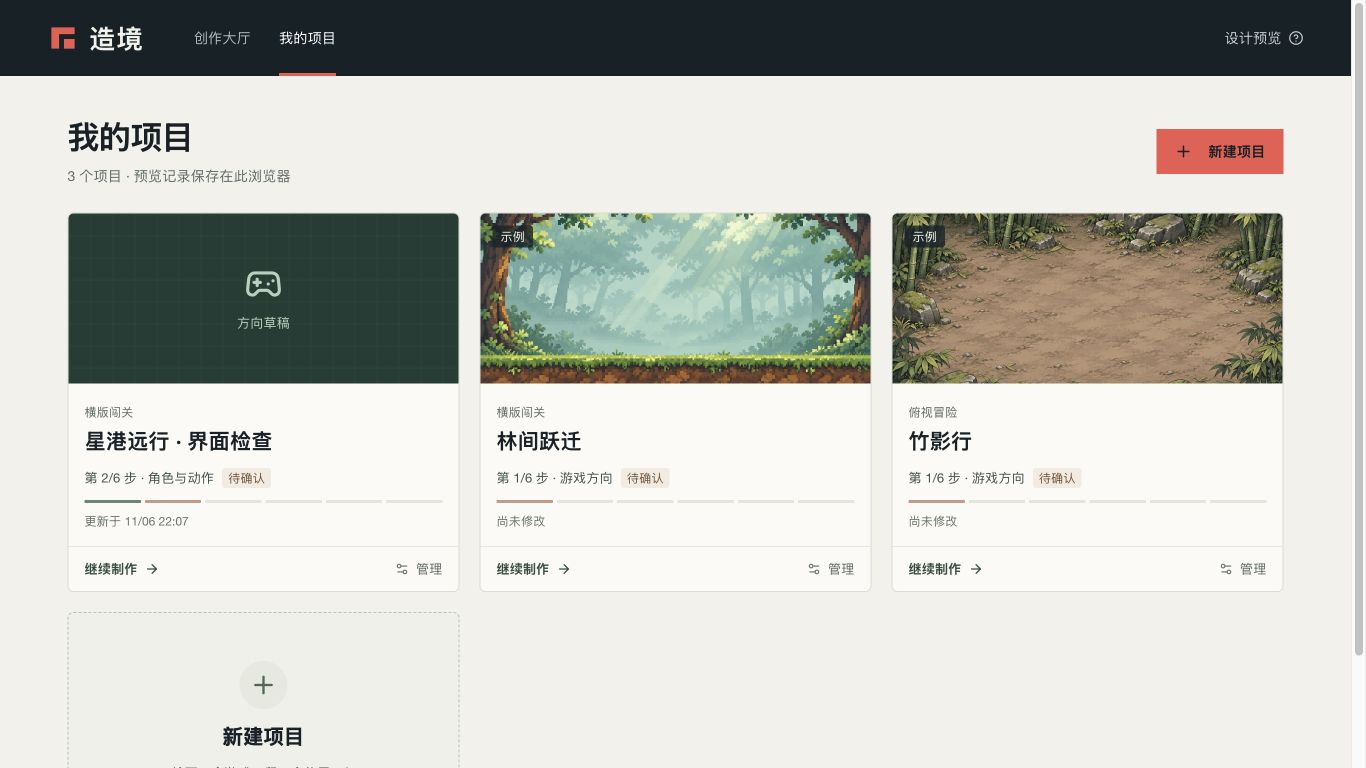 造境
创作大厅
我的项目
设计预览
我的项目
3 个项目 · 预览记录保存在此浏览器
新建项目
方向草稿
横版闯关
星港远行 · 界面检查
第 2/6 步 · 角色与动作 待确认
更新于 11/06 22:07
继续制作
管理
示例
横版闯关
林间跃迁
第 1/6 步 · 游戏方向 待确认
尚未修改
继续制作
管理
示例
俯视冒险
竹影行
第 1/6 步 · 游戏方向 待确认
尚未修改
继续制作
管理
新建项目